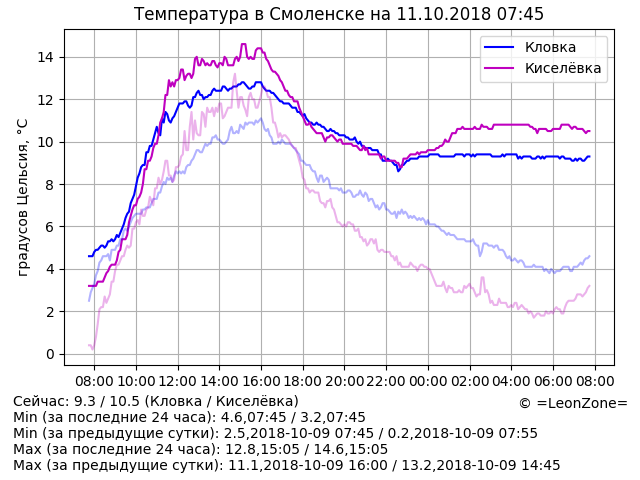 Температура в Смоленске на 11.10.2018 07:45
Кловка
Киселёвка
градусов Цельсия, °C
14
12
10
8
6
4
2
0
08:00 10:00 12:00 14:00 16:00 18:00 20:00 22:00 00:00 02:00 04:00 06:00 08:00
Сейчас: 9.3 / 10.5 (Кловка / Киселёвка)
© =LeonZone=
Min (за последние 24 часа): 4.6,07:45 / 3.2,07:45
Min (за предыдущие сутки): 2.5,2018-10-09 07:45 / 0.2,2018-10-09 07:55
Max (за последние 24 часа): 12.8,15:05 / 14.6,15:05
Max (за предыдущие сутки): 11.1,2018-10-09 16:00 / 13.2,2018-10-09 14:45